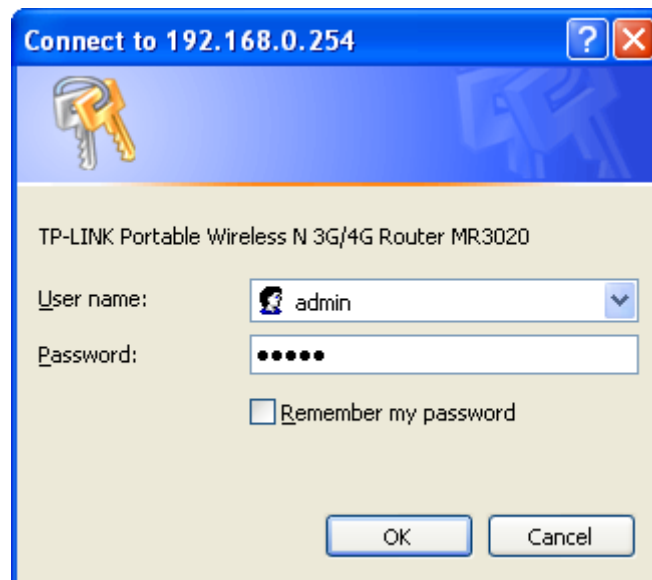 Connect to 192.168.0.254
TP-LINK Portable Wireless N 3G/4G Router MR3020
User name:
admin
Password:
•••••
Remember my password
OK
Cancel